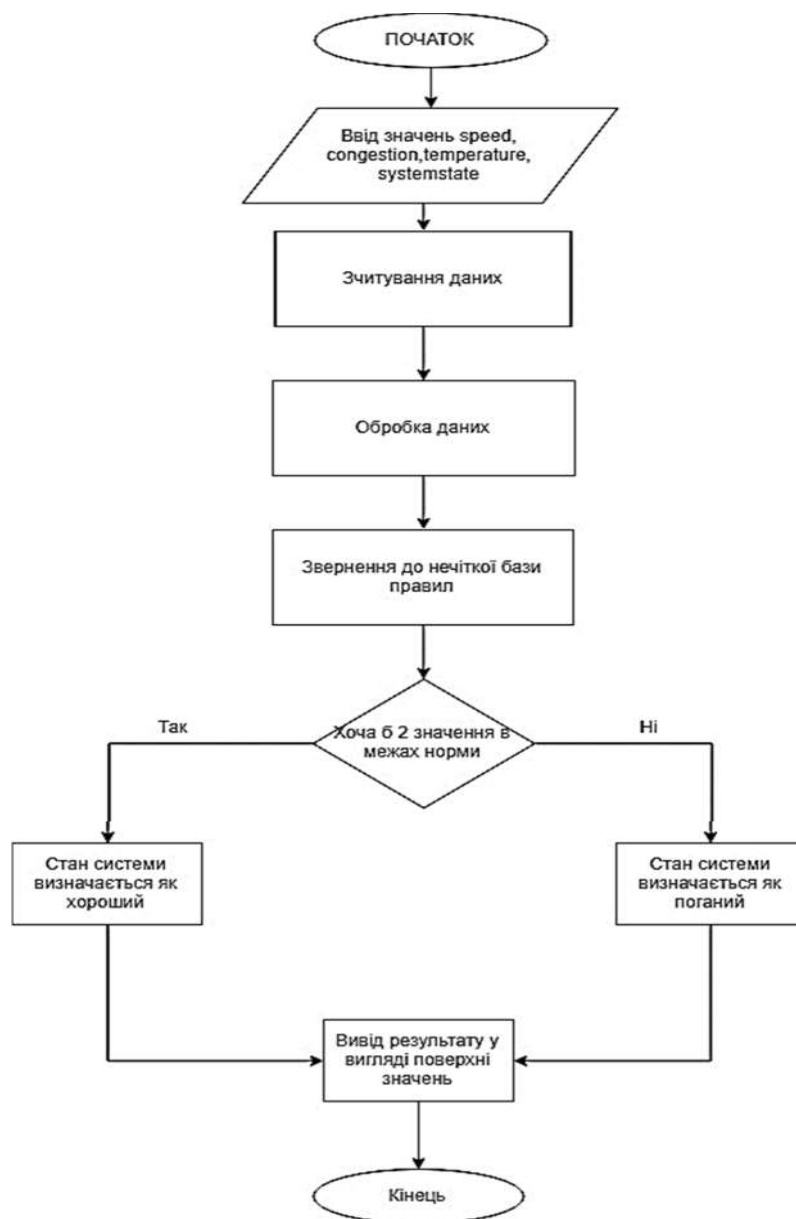 ПОЧАТОК
Ввід значень speed,
congestion,temperature,
systemstate
Зчитування даних
Обробка даних
Звернення до нечіткої бази
правил
Хоча б 2 значення в
межах норми
Так
Ні
Стан системи
визначається як
хороший
Стан системи
визначається як
поганий
Вивід результату у
вигляді поверхні
значень
Кінець